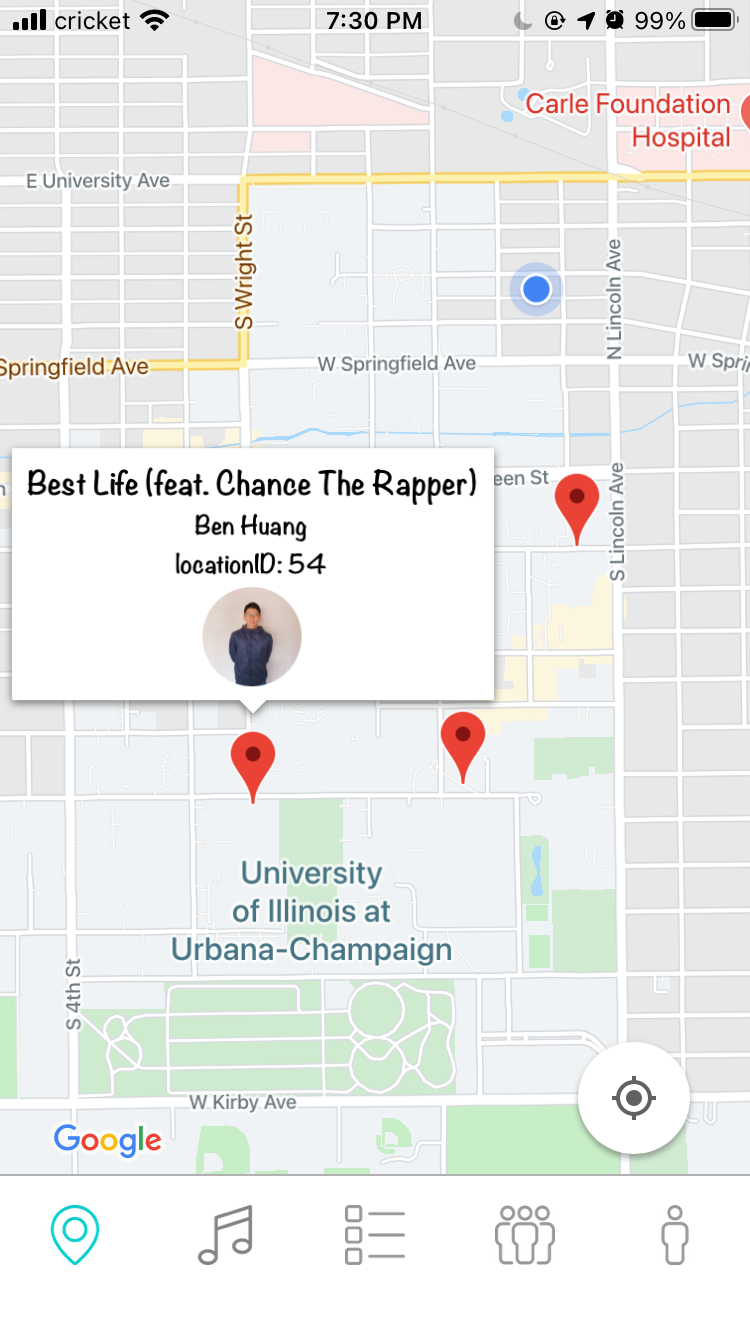 cricket
7:30 PM
99%
Carle Foundation
Hospital
E University Ave
S Wright St
N Lincoln Ave
Springfield Ave
W Springfield Ave
W Spri
een St
S Lincoln Ave
Best Life (feat. Chance The Rapper)
Ben Huang
locationID: 54
University
of Illinois at
Urbana-Champaign
S 4th St
W Kirby Ave
Google